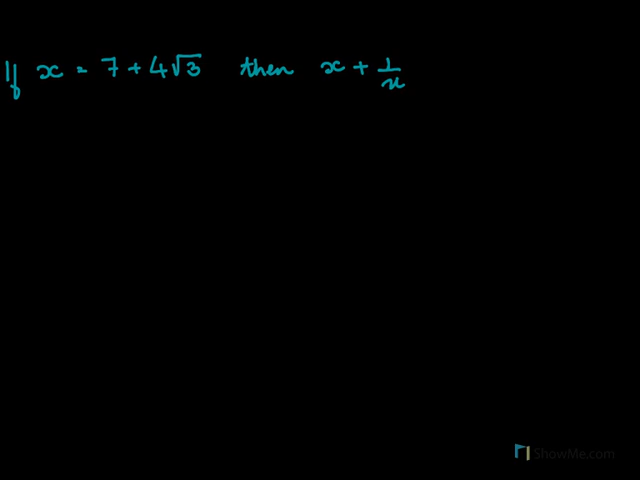 If x = 7 + 4√3 then x + 1/x
ShowMe.com